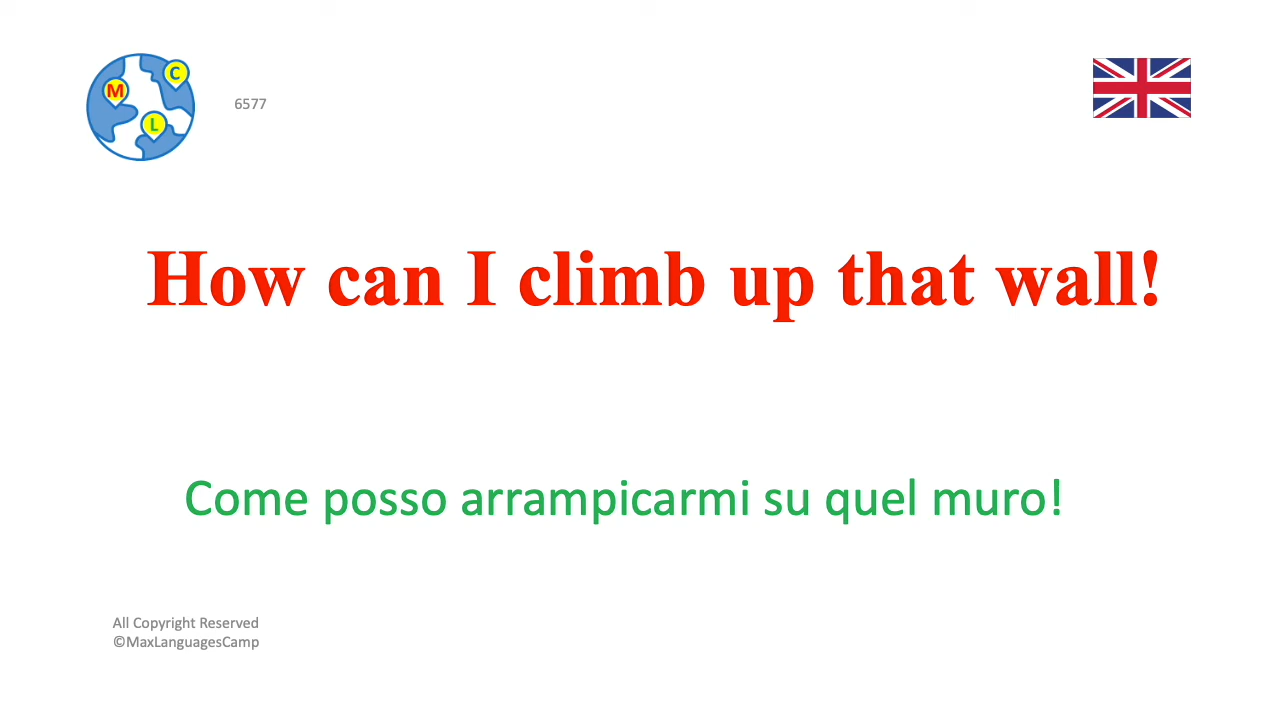 C
M
L
6577
How can I climb up that wall!
Come posso arrampicarmi su quel muro!
All Copyright Reserved
©MaxLanguagesCamp